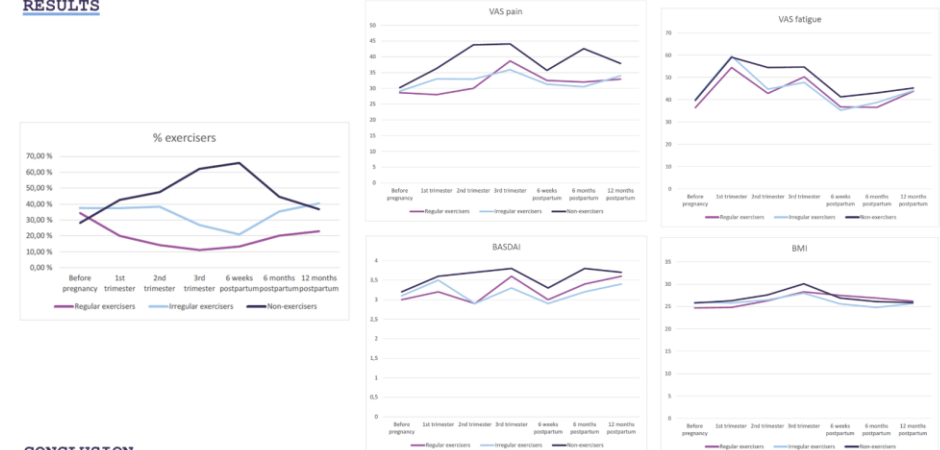 RESULTS
% exercisers
70,00 %
60,00 %
50,00 %
40,00 %
30,00 %
20,00 %
10,00 %
0,00 %
Before 1st 2nd 3rd 6 weeks 6 months 12 months
pregnancy trimester trimester trimester postpartum postpartum postpartum
Regular exercisers Irregular exercisers Non-exercisers
VAS pain
50
45
40
35
30
25
20
15
10
5
0
Before 1st trimester 2nd trimester 3rd trimester 6 weeks 6 months 12 months
pregnancy postpartum postpartum postpartum
Regular exercisers Irregular exercisers Non-exercisers
VAS fatigue
70
60
50
40
30
20
10
0
Before 1st trimester 2nd trimester 3rd trimester 6 weeks 6 months 12 months
pregnancy postpartum postpartum postpartum
Regular exercisers Irregular exercisers Non-exercisers
BASDAI
4
3,5
3
2,5
2
1,5
1
0,5
0
Before 1st trimester 2nd trimester 3rd trimester 6 weeks 6 months 12 months
pregnancy postpartum postpartum postpartum
Regular exercisers Irregular exercisers Non-exercisers
BMI
35
30
25
20
15
10
5
0
Before 1st trimester 2nd trimester 3rd trimester 6 weeks 6 months 12 months
pregnancy postpartum postpartum postpartum
Regular exercisers Irregular exercisers Non-exercisers
CONCLUSION